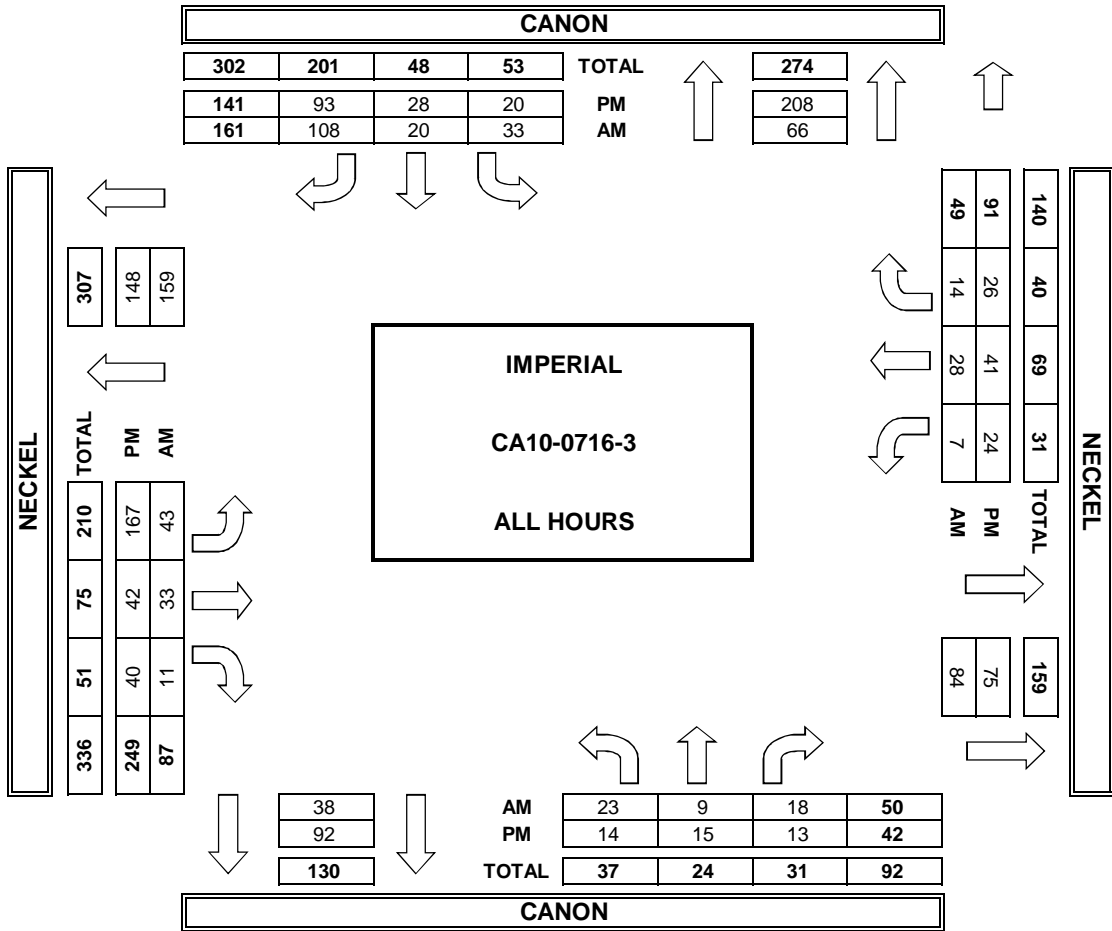 CANON
302 201 48 53 TOTAL 274
141 93 28 20 PM 208
161 108 20 33 AM 66
NECKEL
307 148 159
TOTAL PM AM
210 167 43
75 42 33
51 40 11
336 249 87
IMPERIAL
CA10-0716-3
ALL HOURS
49 91 140
14 26 40
28 41 69
7 24 31
AM PM TOTAL
84 75 159
NECKEL
38 AM 23 9 18 50
92 PM 14 15 13 42
130 TOTAL 37 24 31 92
CANON